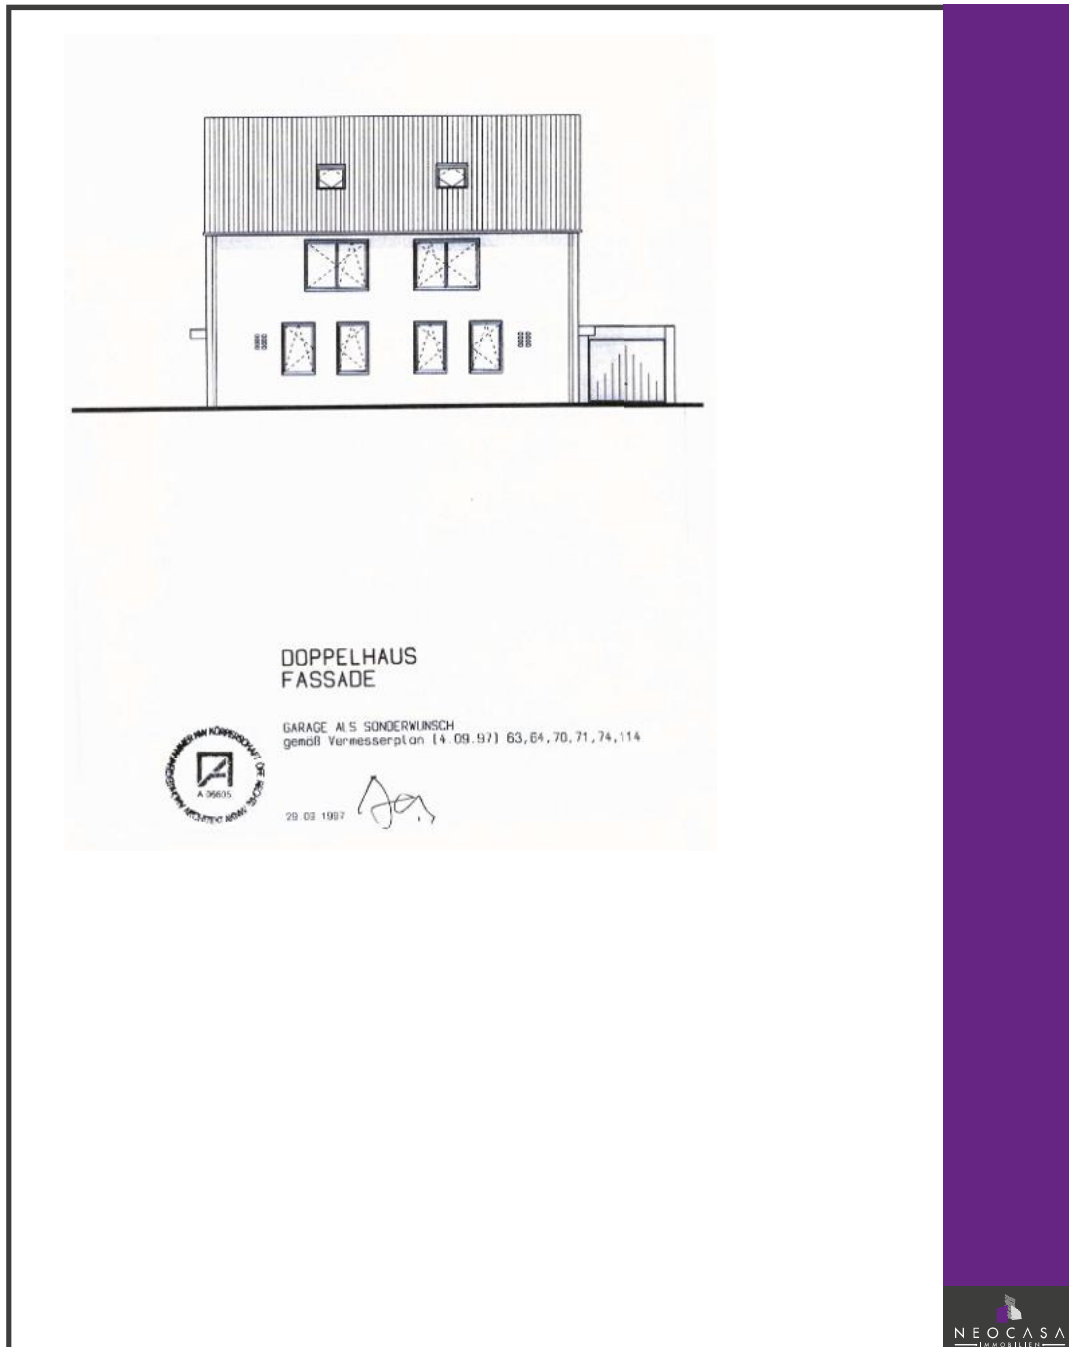 DOPPELHAUS
FASSADE
GARAGE ALS SONDERWUNSCH
gemäß Vermesserplan (4.09.97) 63,64,70,71,74,114
A 06605
29.09.1997
NEOCASA
IMMOBILIEN